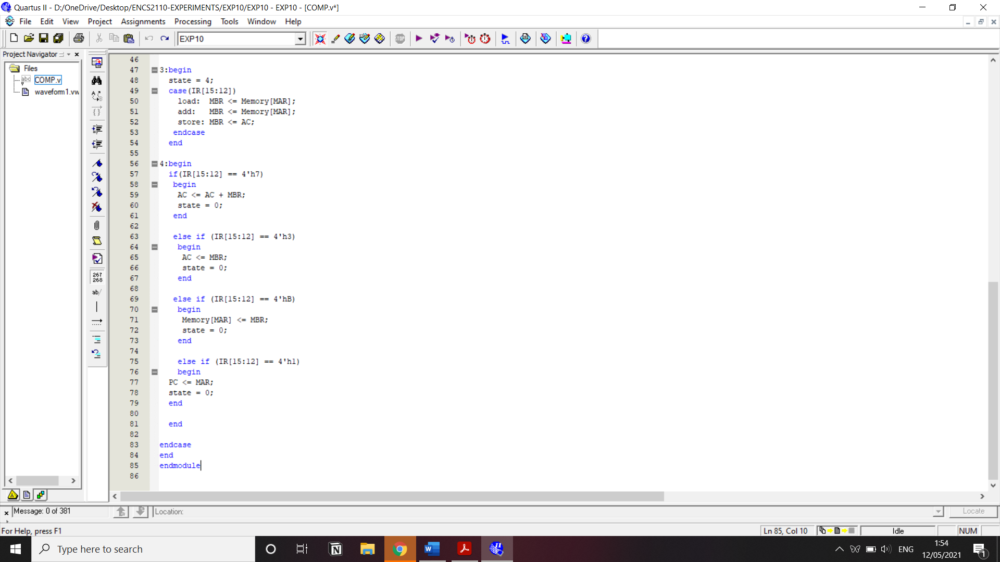 Quartus II - D:/OneDrive/Desktop/ENCS2110-EXPERIMENTS/EXP10/EXP10 - EXP10 - [COMP.v*]
File Edit View Project Assignments Processing Tools Window Help
EXP10
STOP
Project Navigator
Files
abc COMP.v
waveform1.vw
267
268
ab/
46
47 3:begin
48 state = 4;
49 case(IR[15:12])
50 load: MBR <= Memory[MAR];
51 add: MBR <= Memory[MAR];
52 store: MBR <= AC;
53 endcase
54 end
55
56 4:begin
57 if(IR[15:12] == 4'h7)
58 begin
59 AC <= AC + MBR;
60 state = 0;
61 end
62
63 else if (IR[15:12] == 4'h3)
64 begin
65 AC <= MBR;
66 state = 0;
67 end
68
69 else if (IR[15:12] == 4'hB)
70 begin
71 Memory[MAR] <= MBR;
72 state = 0;
73 end
74
75 else if (IR[15:12] == 4'h1)
76 begin
77 PC <= MAR;
78 state = 0;
79 end
80
81 end
82
83 endcase
84 end
85 endmodule
86
Message: 0 of 381
Location:
Locate
For Help, press F1
Ln 85, Col 10
Idle
NUM
Type here to search
ENG
1:54
12/05/2021
1